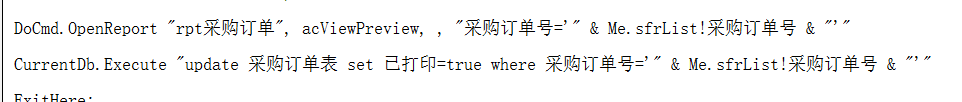 DoCmd.OpenReport "rpt采购订单", acViewPreview, , "采购订单号='" & Me.sfrList!采购订单号 & "'"
CurrentDb.Execute "update 采购订单表 set 已打印=true where 采购订单号='" & Me.sfrList!采购订单号 & "'"
ExitHere: